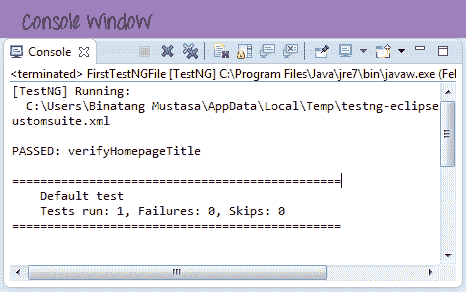 Console Window
Console
<terminated> FirstTestNGFile [TestNG] C:\Program Files\Java\jre7\bin\javaw.exe (Fel
[TestNG] Running:
C:\Users\Binatang Mustasa\AppData\Local\Temp\testng-eclipse
ustomsuite.xml
PASSED: verifyHomepageTitle
===============================================
Default test
Tests run: 1, Failures: 0, Skips: 0
===============================================